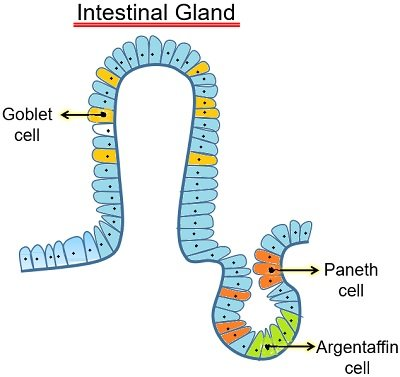 Intestinal Gland
Goblet
cell
Paneth
cell
Argentaffin
cell